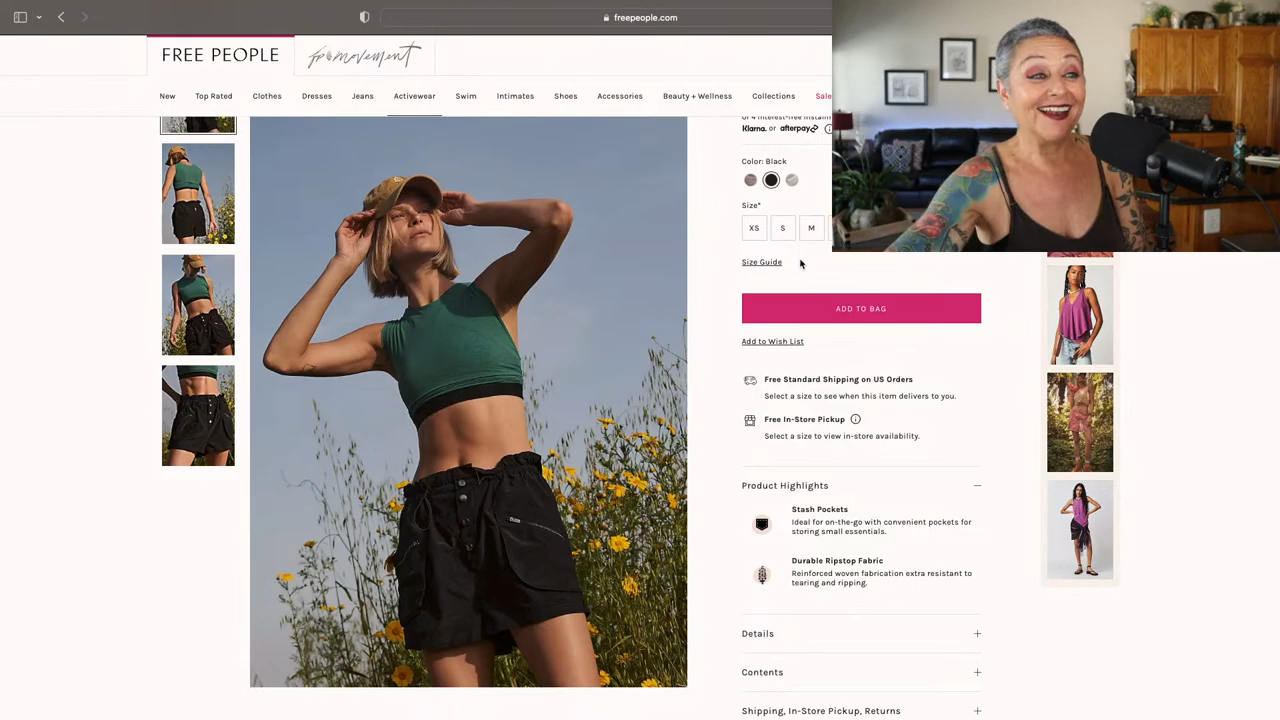 freepeople.com
FREE PEOPLE
fp movement
New Top Rated Clothes Dresses Jeans Activewear Swim Intimates Shoes Accessories Beauty + Wellness Collections Sale
or 4 interest-free
Klarna. or afterpay
Color: Black
Size*
XS S M
Size Guide
ADD TO BAG
Add to Wish List
Free Standard Shipping on US Orders
Select a size to see when this item delivers to you.
Free In-Store Pickup
Select a size to view in-store availability.
Product Highlights
Stash Pockets
Ideal for on-the-go with convenient pockets for
storing small essentials.
Durable Ripstop Fabric
Reinforced woven fabrication extra resistant to
tearing and ripping.
Details
Contents
Shipping, In-Store Pickup, Returns